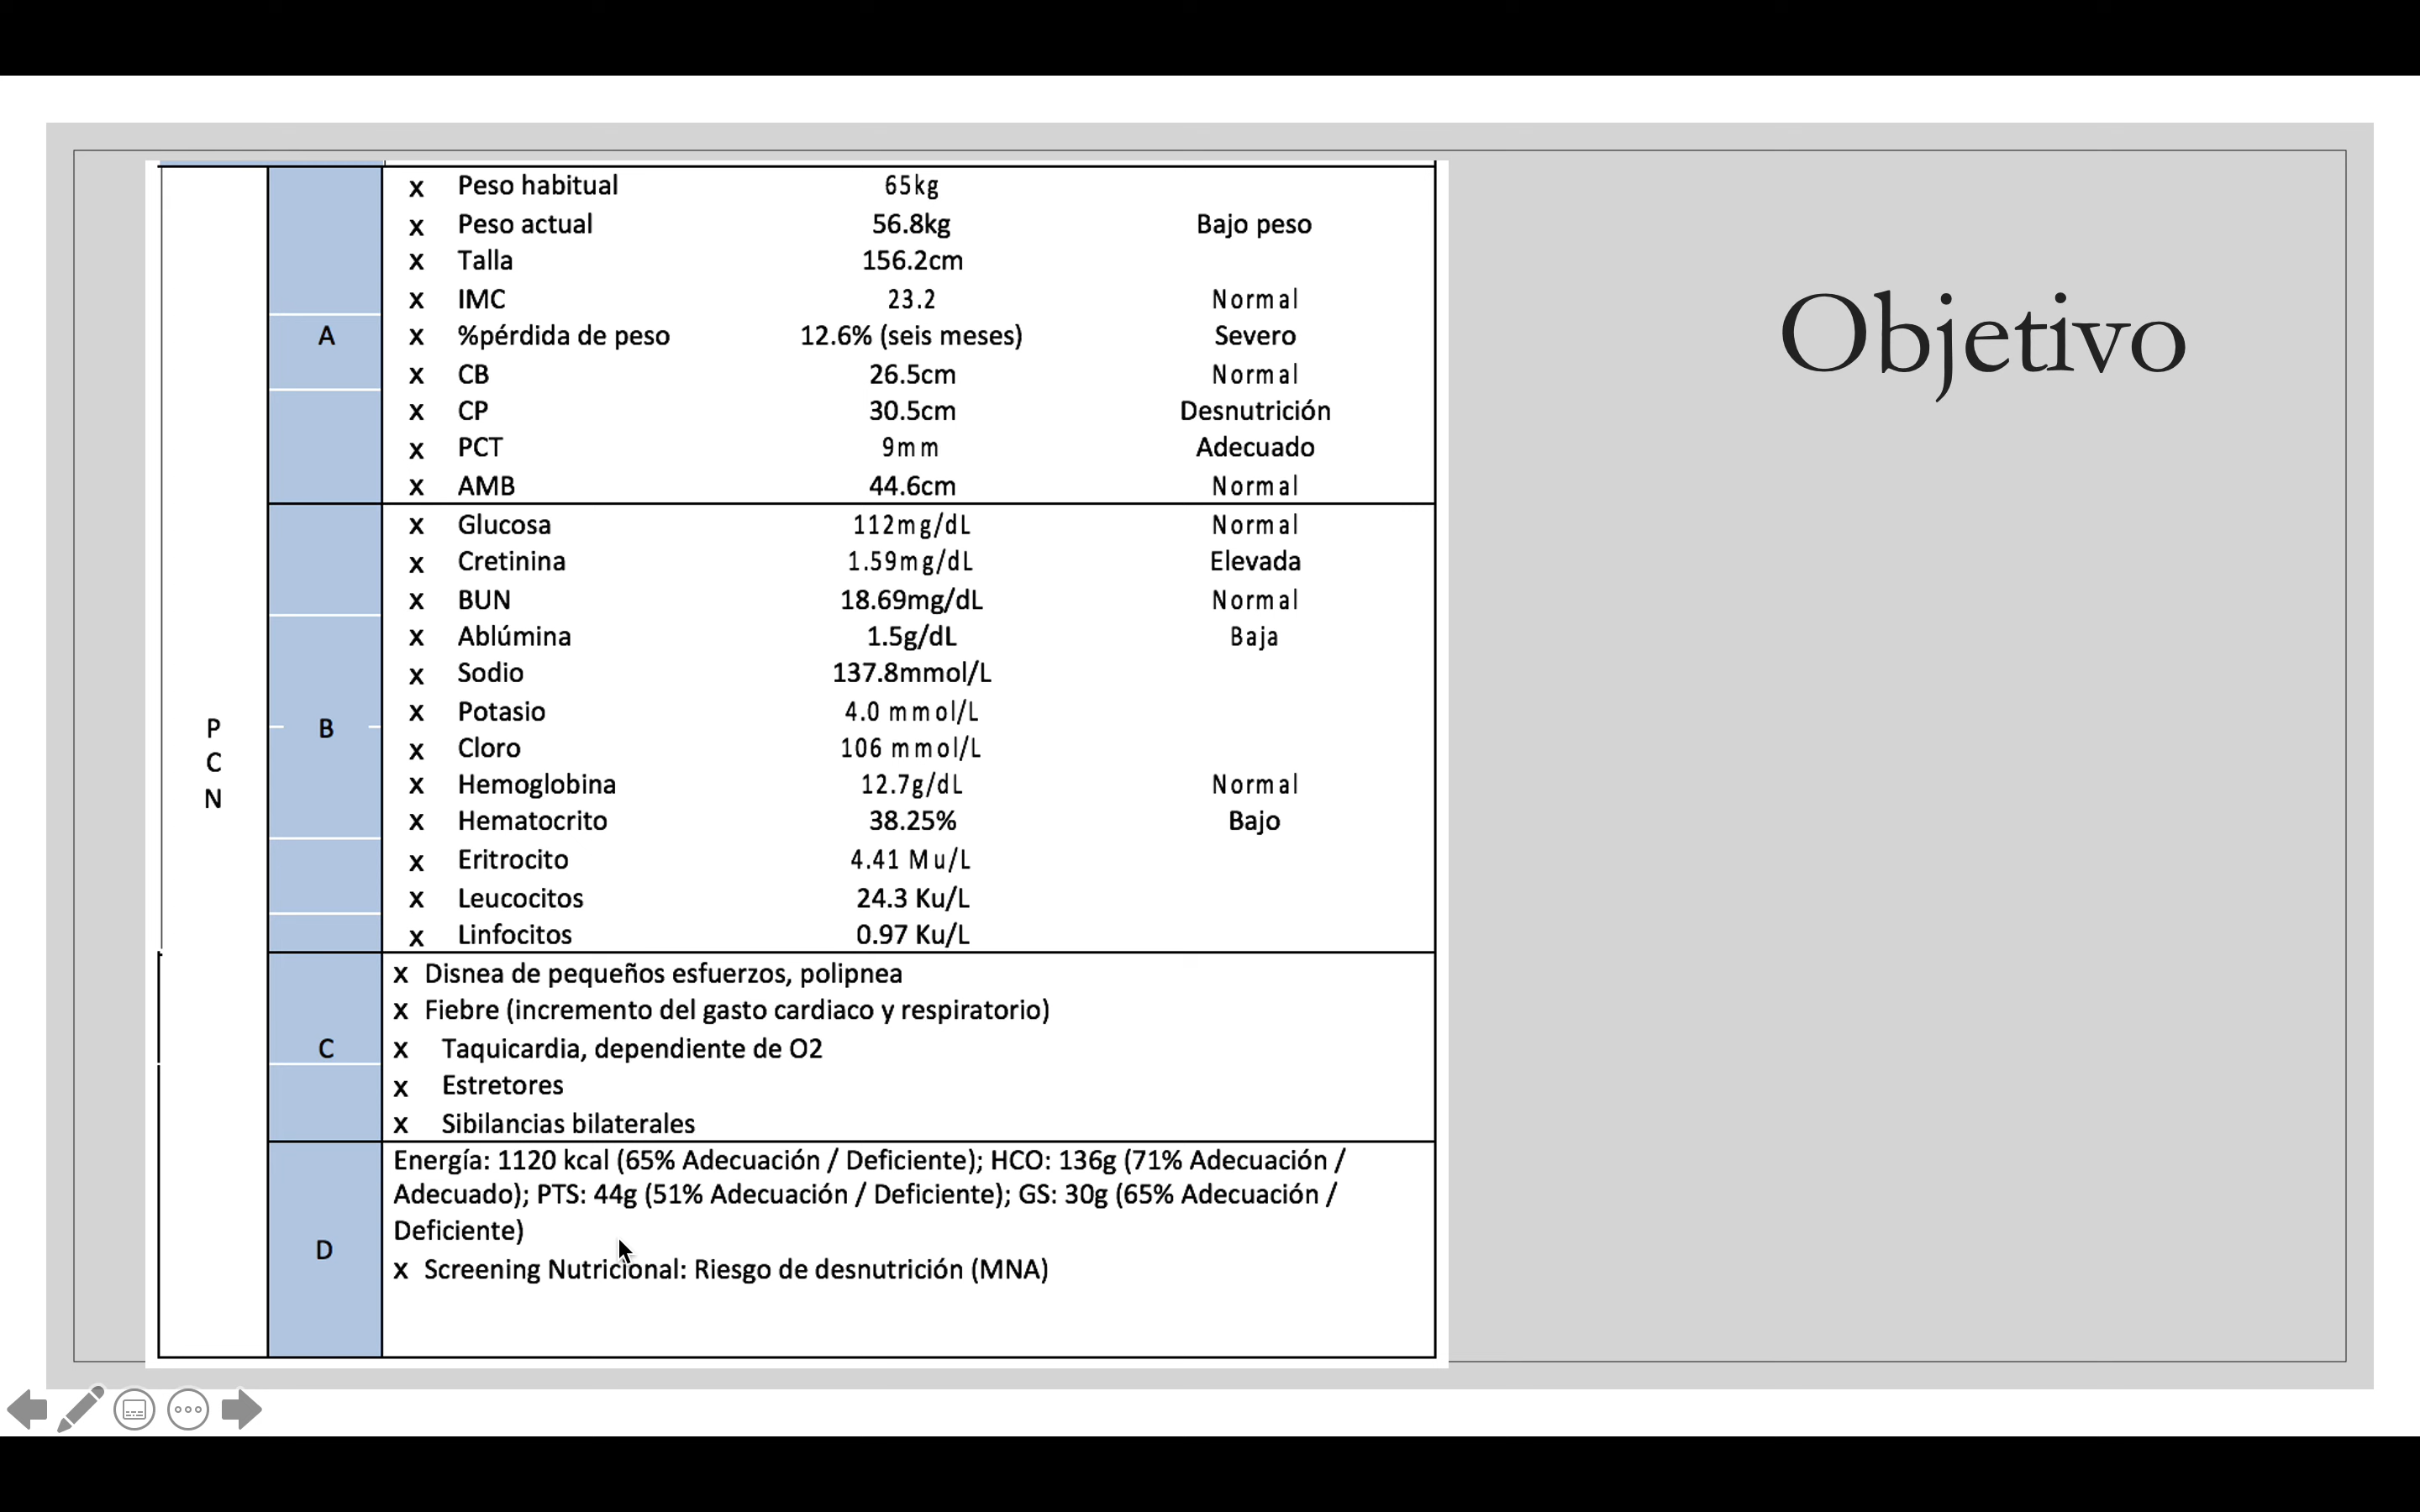 Objetivo
P
C
N
A
x Peso habitual 65kg
x Peso actual 56.8kg Bajo peso
x Talla 156.2cm
x IMC 23.2 Normal
x %pérdida de peso 12.6% (seis meses) Severo
x CB 26.5cm Normal
x CP 30.5cm Desnutrición
x PCT 9mm Adecuado
x AMB 44.6cm Normal
B
x Glucosa 112mg/dL Normal
x Cretinina 1.59mg/dL Elevada
x BUN 18.69mg/dL Normal
x Ablúmina 1.5g/dL Baja
x Sodio 137.8mmol/L
x Potasio 4.0 mmol/L
x Cloro 106 mmol/L
x Hemoglobina 12.7g/dL Normal
x Hematocrito 38.25% Bajo
x Eritrocito 4.41 Mu/L
x Leucocitos 24.3 Ku/L
x Linfocitos 0.97 Ku/L
C
x Disnea de pequeños esfuerzos, polipnea
x Fiebre (incremento del gasto cardiaco y respiratorio)
x Taquicardia, dependiente de O2
x Estretores
x Sibilancias bilaterales
D
Energía: 1120 kcal (65% Adecuación / Deficiente); HCO: 136g (71% Adecuación /
Adecuado); PTS: 44g (51% Adecuación / Deficiente); GS: 30g (65% Adecuación /
Deficiente)
x Screening Nutricional: Riesgo de desnutrición (MNA)